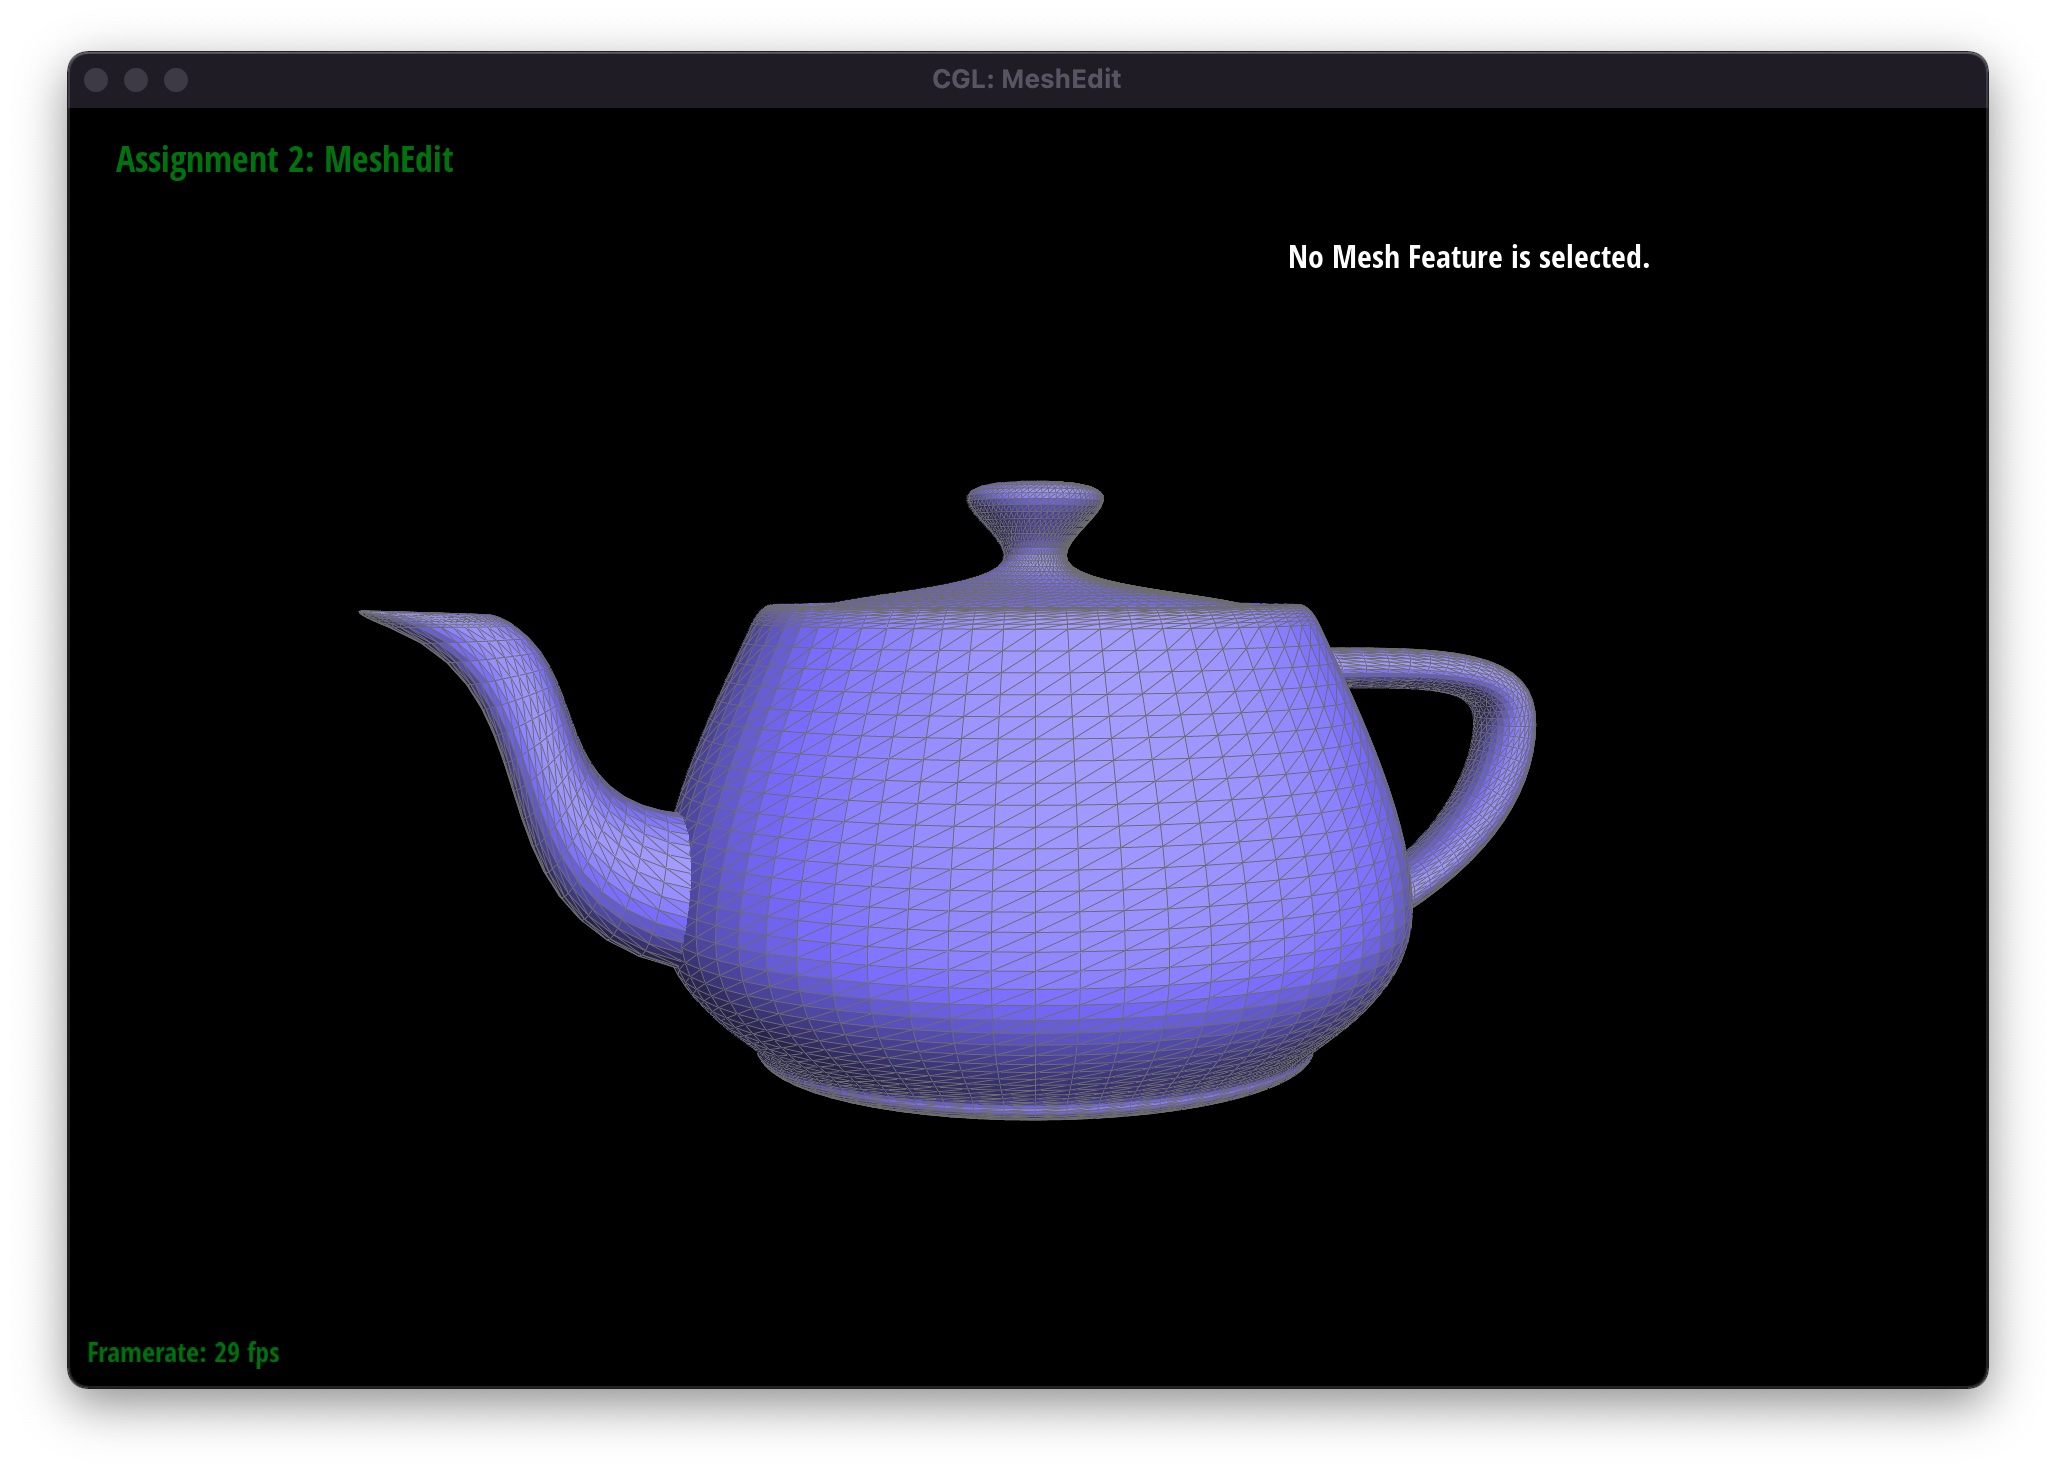 CGL: MeshEdit
Assignment 2: MeshEdit
No Mesh Feature is selected.
Framerate: 29 fps